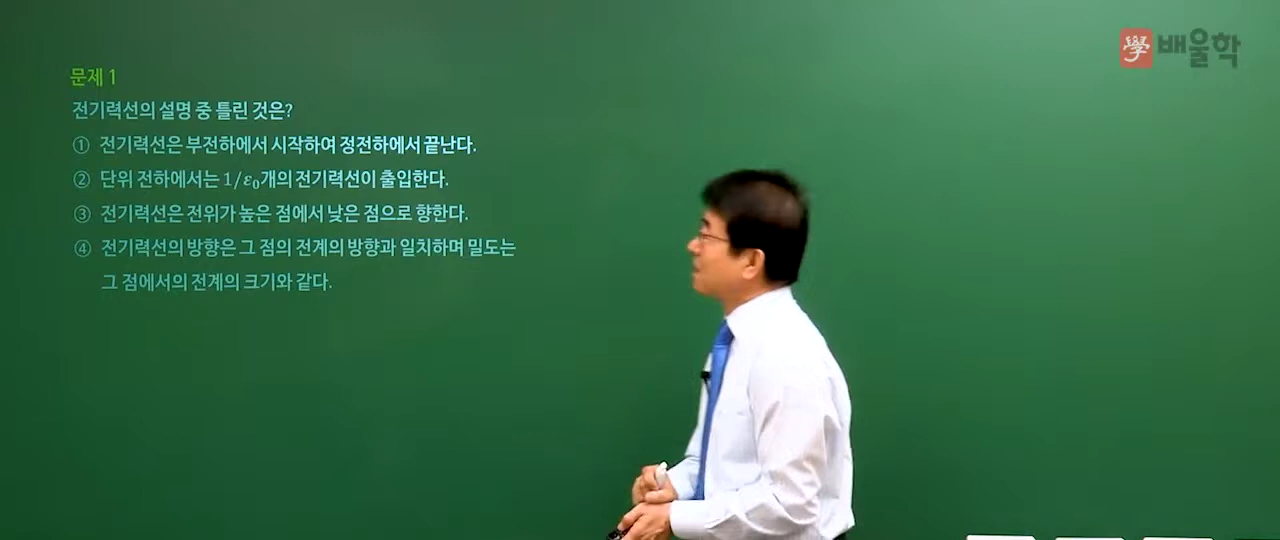 學 배울학
문제 1
전기력선의 설명 중 틀린 것은?
① 전기력선은 부전하에서 시작하여 정전하에서 끝난다.
② 단위 전하에서는 1/ε₀개의 전기력선이 출입한다.
③ 전기력선은 전위가 높은 점에서 낮은 점으로 향한다.
④ 전기력선의 방향은 그 점의 전계의 방향과 일치하며 밀도는
그 점에서의 전계의 크기와 같다.